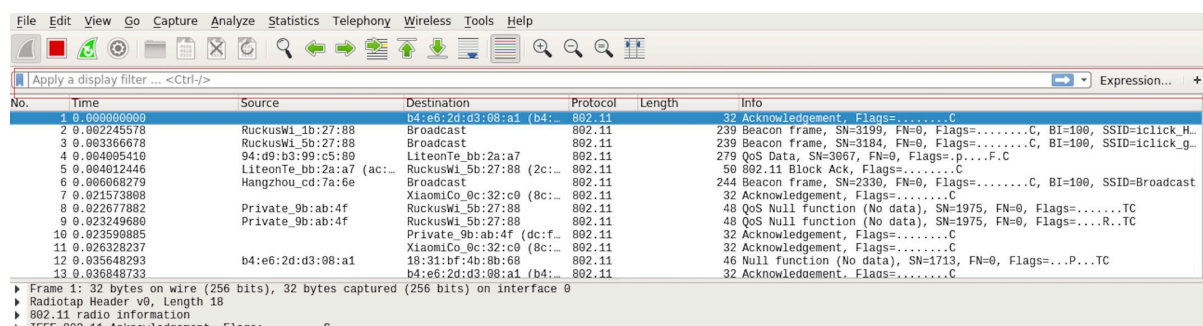 File Edit View Go Capture Analyze Statistics Telephony Wireless Tools Help
Apply a display filter ... <Ctrl-/> Expression... +
No. Time Source Destination Protocol Length Info
1 0.000000000 b4:e6:2d:d3:08:a1 (b4:… 802.11 32 Acknowledgement, Flags=........C
2 0.002245578 RuckusWi_1b:27:88 Broadcast 802.11 239 Beacon frame, SN=3199, FN=0, Flags=........C, BI=100, SSID=iclick_H…
3 0.003366678 RuckusWi_5b:27:88 Broadcast 802.11 239 Beacon frame, SN=3184, FN=0, Flags=........C, BI=100, SSID=iclick_g…
4 0.004005410 94:d9:b3:99:c5:80 LiteonTe_bb:2a:a7 802.11 279 QoS Data, SN=3067, FN=0, Flags=.p....F.C
5 0.004012446 LiteonTe_bb:2a:a7 (ac:… RuckusWi_5b:27:88 (2c:… 802.11 50 802.11 Block Ack, Flags=........C
6 0.006068279 Hangzhou_cd:7a:6e Broadcast 802.11 244 Beacon frame, SN=2330, FN=0, Flags=........C, BI=100, SSID=Broadcast
7 0.021573808 XiaomiCo_0c:32:c0 (8c:… 802.11 32 Acknowledgement, Flags=........C
8 0.022677882 Private_9b:ab:4f RuckusWi_5b:27:88 802.11 48 QoS Null function (No data), SN=1975, FN=0, Flags=.......TC
9 0.023249680 Private_9b:ab:4f RuckusWi_5b:27:88 802.11 48 QoS Null function (No data), SN=1975, FN=0, Flags=....R..TC
10 0.023590885 Private_9b:ab:4f (dc:f… 802.11 32 Acknowledgement, Flags=........C
11 0.026328237 XiaomiCo_0c:32:c0 (8c:… 802.11 32 Acknowledgement, Flags=........C
12 0.035648293 b4:e6:2d:d3:08:a1 18:31:bf:4b:8b:68 802.11 46 Null function (No data), SN=1713, FN=0, Flags=...P...TC
13 0.036848733 b4:e6:2d:d3:08:a1 (b4:… 802.11 32 Acknowledgement, Flags=........C
Frame 1: 32 bytes on wire (256 bits), 32 bytes captured (256 bits) on interface 0
Radiotap Header v0, Length 18
802.11 radio information
IEEE 802.11 Acknowledgement, Flags: ........C